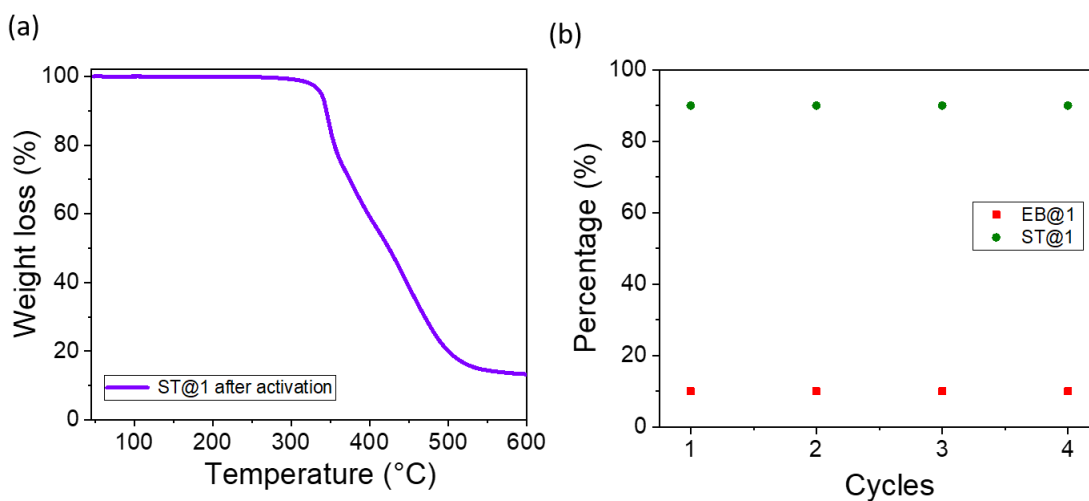 (a)
100
80
60
40
20
0
Weight loss (%)
ST@1 after activation
100 200 300 400 500 600
Temperature (°C)
(b)
100
80
60
40
20
0
Percentage (%)
EB@1
ST@1
1 2 3 4
Cycles